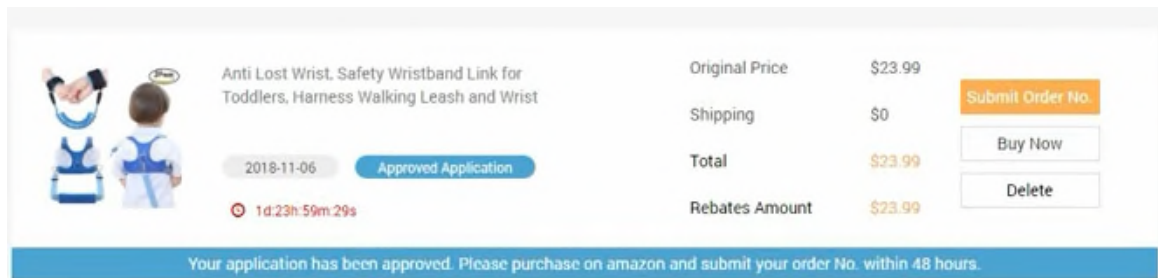 Anti Lost Wrist, Safety Wristband Link for
Toddlers, Harness Walking Leash and Wrist
2018-11-06
Approved Application
1d:23h:59m:29s
Original Price $23.99
Shipping $0
Total $23.99
Rebates Amount $23.99
Submit Order No.
Buy Now
Delete
Your application has been approved. Please purchase on amazon and submit your order No. within 48 hours.